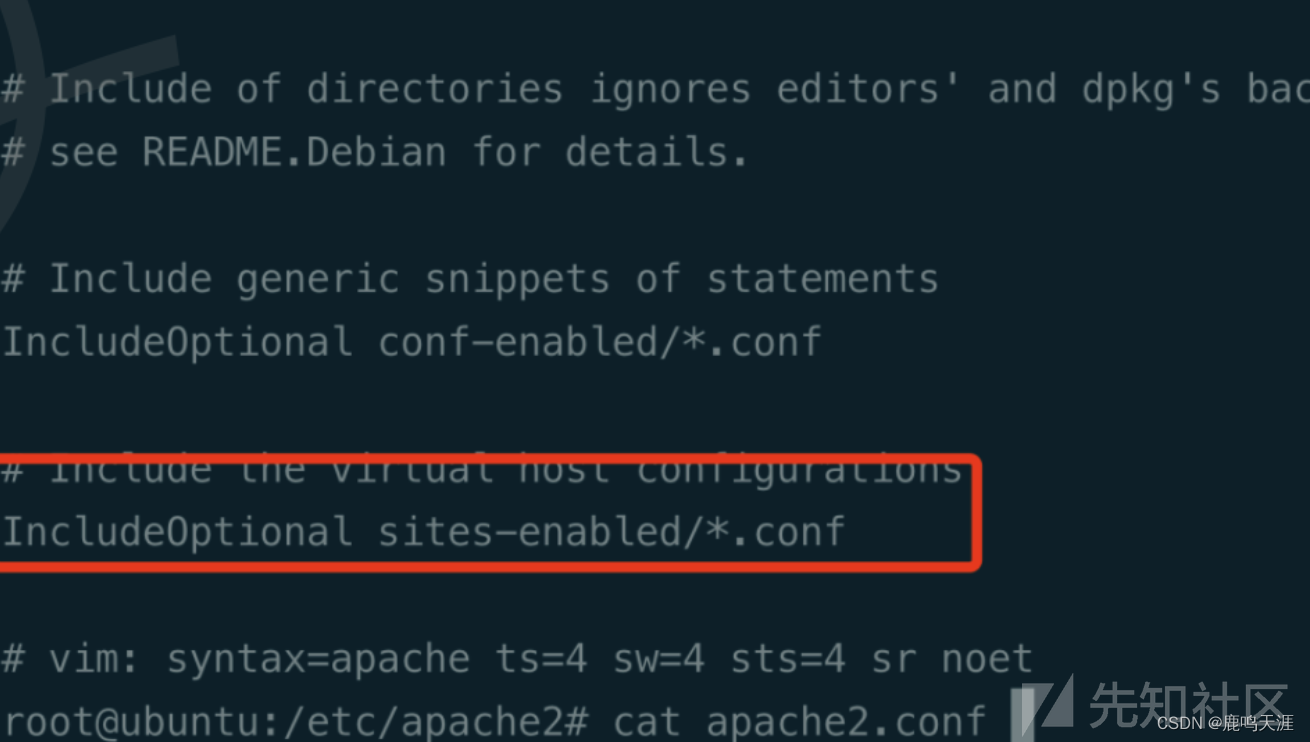 # Include of directories ignores editors' and dpkg's bac
# see README.Debian for details.
# Include generic snippets of statements
IncludeOptional conf-enabled/*.conf
# Include the virtual host configurations
IncludeOptional sites-enabled/*.conf
# vim: syntax=apache ts=4 sw=4 sts=4 sr noet
root@ubuntu:/etc/apache2# cat apache2.conf
先知社区
CSDN @鹿鸣天涯